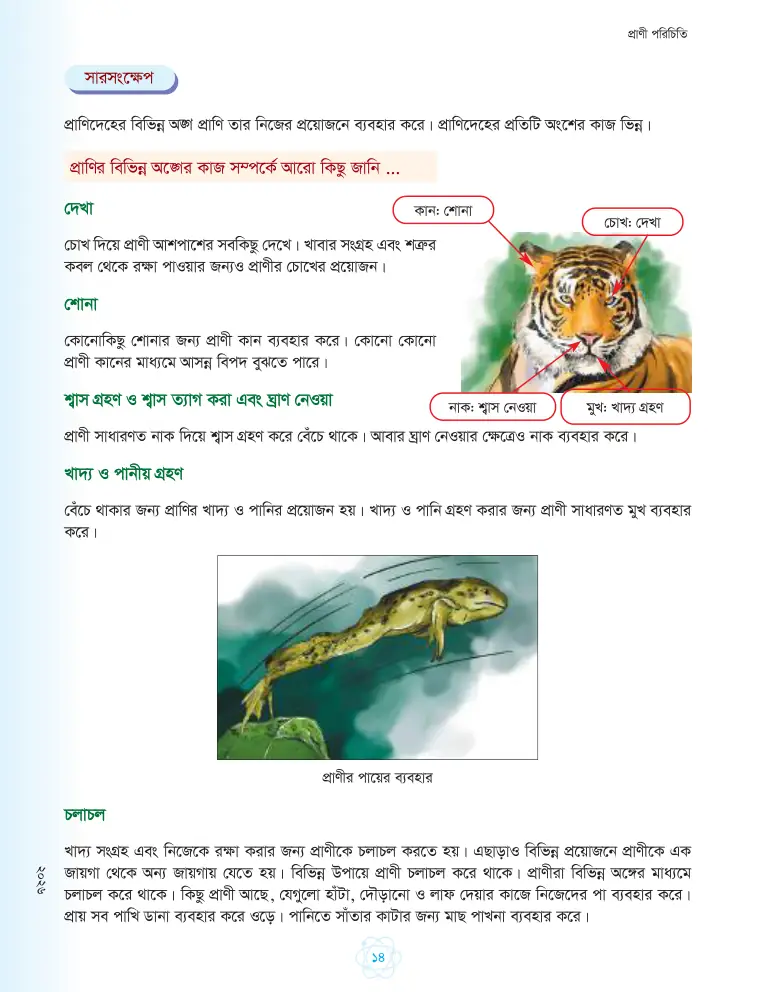 প্রাণী পরিচিতি
সারসংক্ষেপ
প্রাণিদেহের বিভিন্ন অঙ্গ প্রাণি তার নিজের প্রয়োজনে ব্যবহার করে। প্রাণিদেহের প্রতিটি অংশের কাজ ভিন্ন।
প্রাণির বিভিন্ন অঙ্গের কাজ সম্পর্কে আরো কিছু জানি ...
দেখা
কান: শোনা
চোখ: দেখা
চোখ দিয়ে প্রাণী আশপাশের সবকিছু দেখে। খাবার সংগ্রহ এবং শত্রুর
কবল থেকে রক্ষা পাওয়ার জন্যও প্রাণীর চোখের প্রয়োজন।
শোনা
কোনোকিছু শোনার জন্য প্রাণী কান ব্যবহার করে। কোনো কোনো
প্রাণী কানের মাধ্যমে আসন্ন বিপদ বুঝতে পারে।
শ্বাস গ্রহণ ও শ্বাস ত্যাগ করা এবং ঘ্রাণ নেওয়া
নাক: শ্বাস নেওয়া
মুখ: খাদ্য গ্রহণ
প্রাণী সাধারণত নাক দিয়ে শ্বাস গ্রহণ করে বেঁচে থাকে। আবার ঘ্রাণ নেওয়ার ক্ষেত্রেও নাক ব্যবহার করে।
খাদ্য ও পানীয় গ্রহণ
বেঁচে থাকার জন্য প্রাণির খাদ্য ও পানির প্রয়োজন হয়। খাদ্য ও পানি গ্রহণ করার জন্য প্রাণী সাধারণত মুখ ব্যবহার
করে।
প্রাণীর পায়ের ব্যবহার
চলাচল
খাদ্য সংগ্রহ এবং নিজেকে রক্ষা করার জন্য প্রাণীকে চলাচল করতে হয়। এছাড়াও বিভিন্ন প্রয়োজনে প্রাণীকে এক
জায়গা থেকে অন্য জায়গায় যেতে হয়। বিভিন্ন উপায়ে প্রাণী চলাচল করে থাকে। প্রাণীরা বিভিন্ন অঙ্গের মাধ্যমে
চলাচল করে থাকে। কিছু প্রাণী আছে, যেগুলো হাঁটা, দৌড়ানো ও লাফ দেয়ার কাজে নিজেদের পা ব্যবহার করে।
প্রায় সব পাখি ডানা ব্যবহার করে ওড়ে। পানিতে সাঁতার কাটার জন্য মাছ পাখনা ব্যবহার করে।
২০২৫
১৪